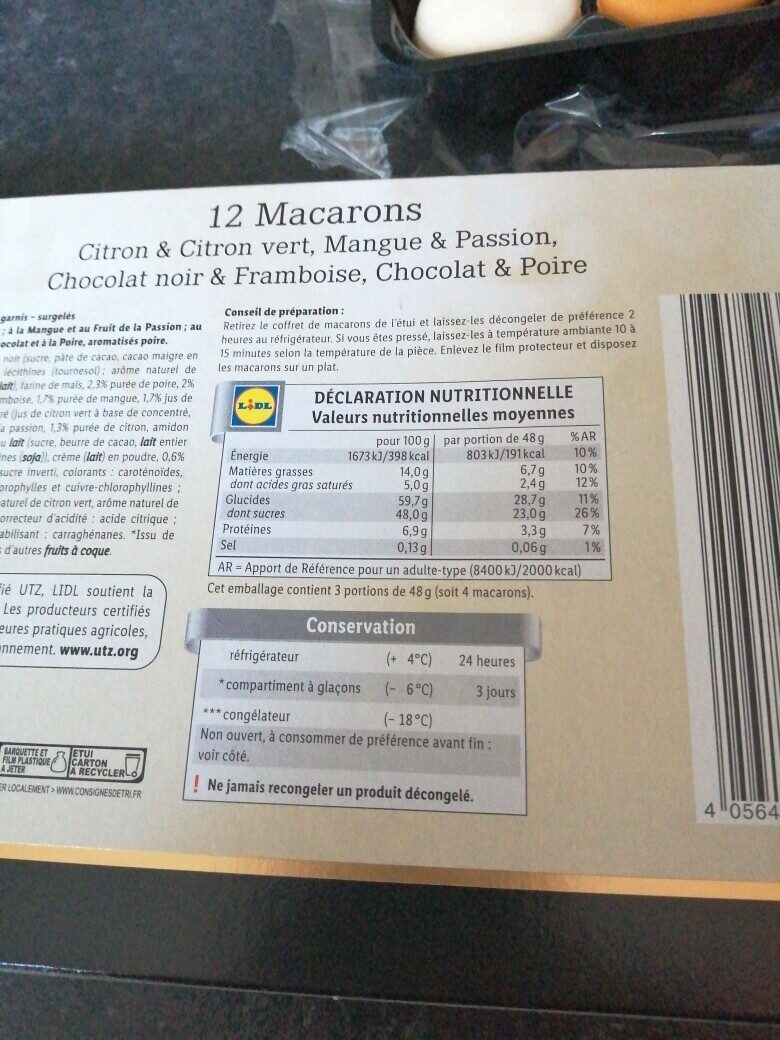 12 Macarons
Citron & Citron vert, Mangue & Passion,
Chocolat noir & Framboise, Chocolat & Poire
garnis - surgelés
; à la Mangue et au Fruit de la Passion ; au
ocolat et à la Poire, aromatisés poire.
noir (sucre, pâte de cacao, cacao maigre en
lécithines (tournesol) ; arôme naturel de
lait), farine de maïs, 2,3% purée de poire, 2%
mboise, 1,7% purée de mangue, 1,7% jus de
ré (jus de citron vert à base de concentré,
a passion, 1,3% purée de citron, amidon
u lait (sucre, beurre de cacao, lait entier
ines (soja)), crème (lait) en poudre, 0,6%
sucre inverti, colorants : caroténoïdes,
orophylles et cuivre-chlorophyllines ;
aturel de citron vert, arôme naturel de
orrecteur d'acidité : acide citrique ;
abilisant : carraghénanes. *Issu de
s d'autres fruits à coque.
fié UTZ, LIDL soutient la
Les producteurs certifiés
eures pratiques agricoles,
onnement. www.utz.org
BARQUETTE ET
FILM PLASTIQUE
À JETER
ÉTUI
CARTON
À RECYCLER
ER LOCALEMENT > WWW.CONSIGNESDETRI.FR
Conseil de préparation :
Retirez le coffret de macarons de l'étui et laissez-les décongeler de préférence 2
heures au réfrigérateur. Si vous êtes pressé, laissez-les à température ambiante 10 à
15 minutes selon la température de la pièce. Enlevez le film protecteur et disposez
les macarons sur un plat.
LIDL
DÉCLARATION NUTRITIONNELLE
Valeurs nutritionnelles moyennes
pour 100 g par portion de 48 g %AR
Énergie 1673 kJ/398 kcal 803 kJ/191 kcal 10%
Matières grasses 14,0 g 6,7 g 10%
dont acides gras saturés 5,0 g 2,4 g 12%
Glucides 59,7 g 28,7 g 11%
dont sucres 48,0 g 23,0 g 26%
Protéines 6,9 g 3,3 g 7%
Sel 0,13 g 0,06 g 1%
AR = Apport de Référence pour un adulte-type (8400 kJ/2000 kcal)
Cet emballage contient 3 portions de 48 g (soit 4 macarons).
Conservation
réfrigérateur (+ 4°C) 24 heures
*compartiment à glaçons (- 6°C) 3 jours
***congélateur (- 18°C)
Non ouvert, à consommer de préférence avant fin :
voir côté.
! Ne jamais recongeler un produit décongelé.
4 0564